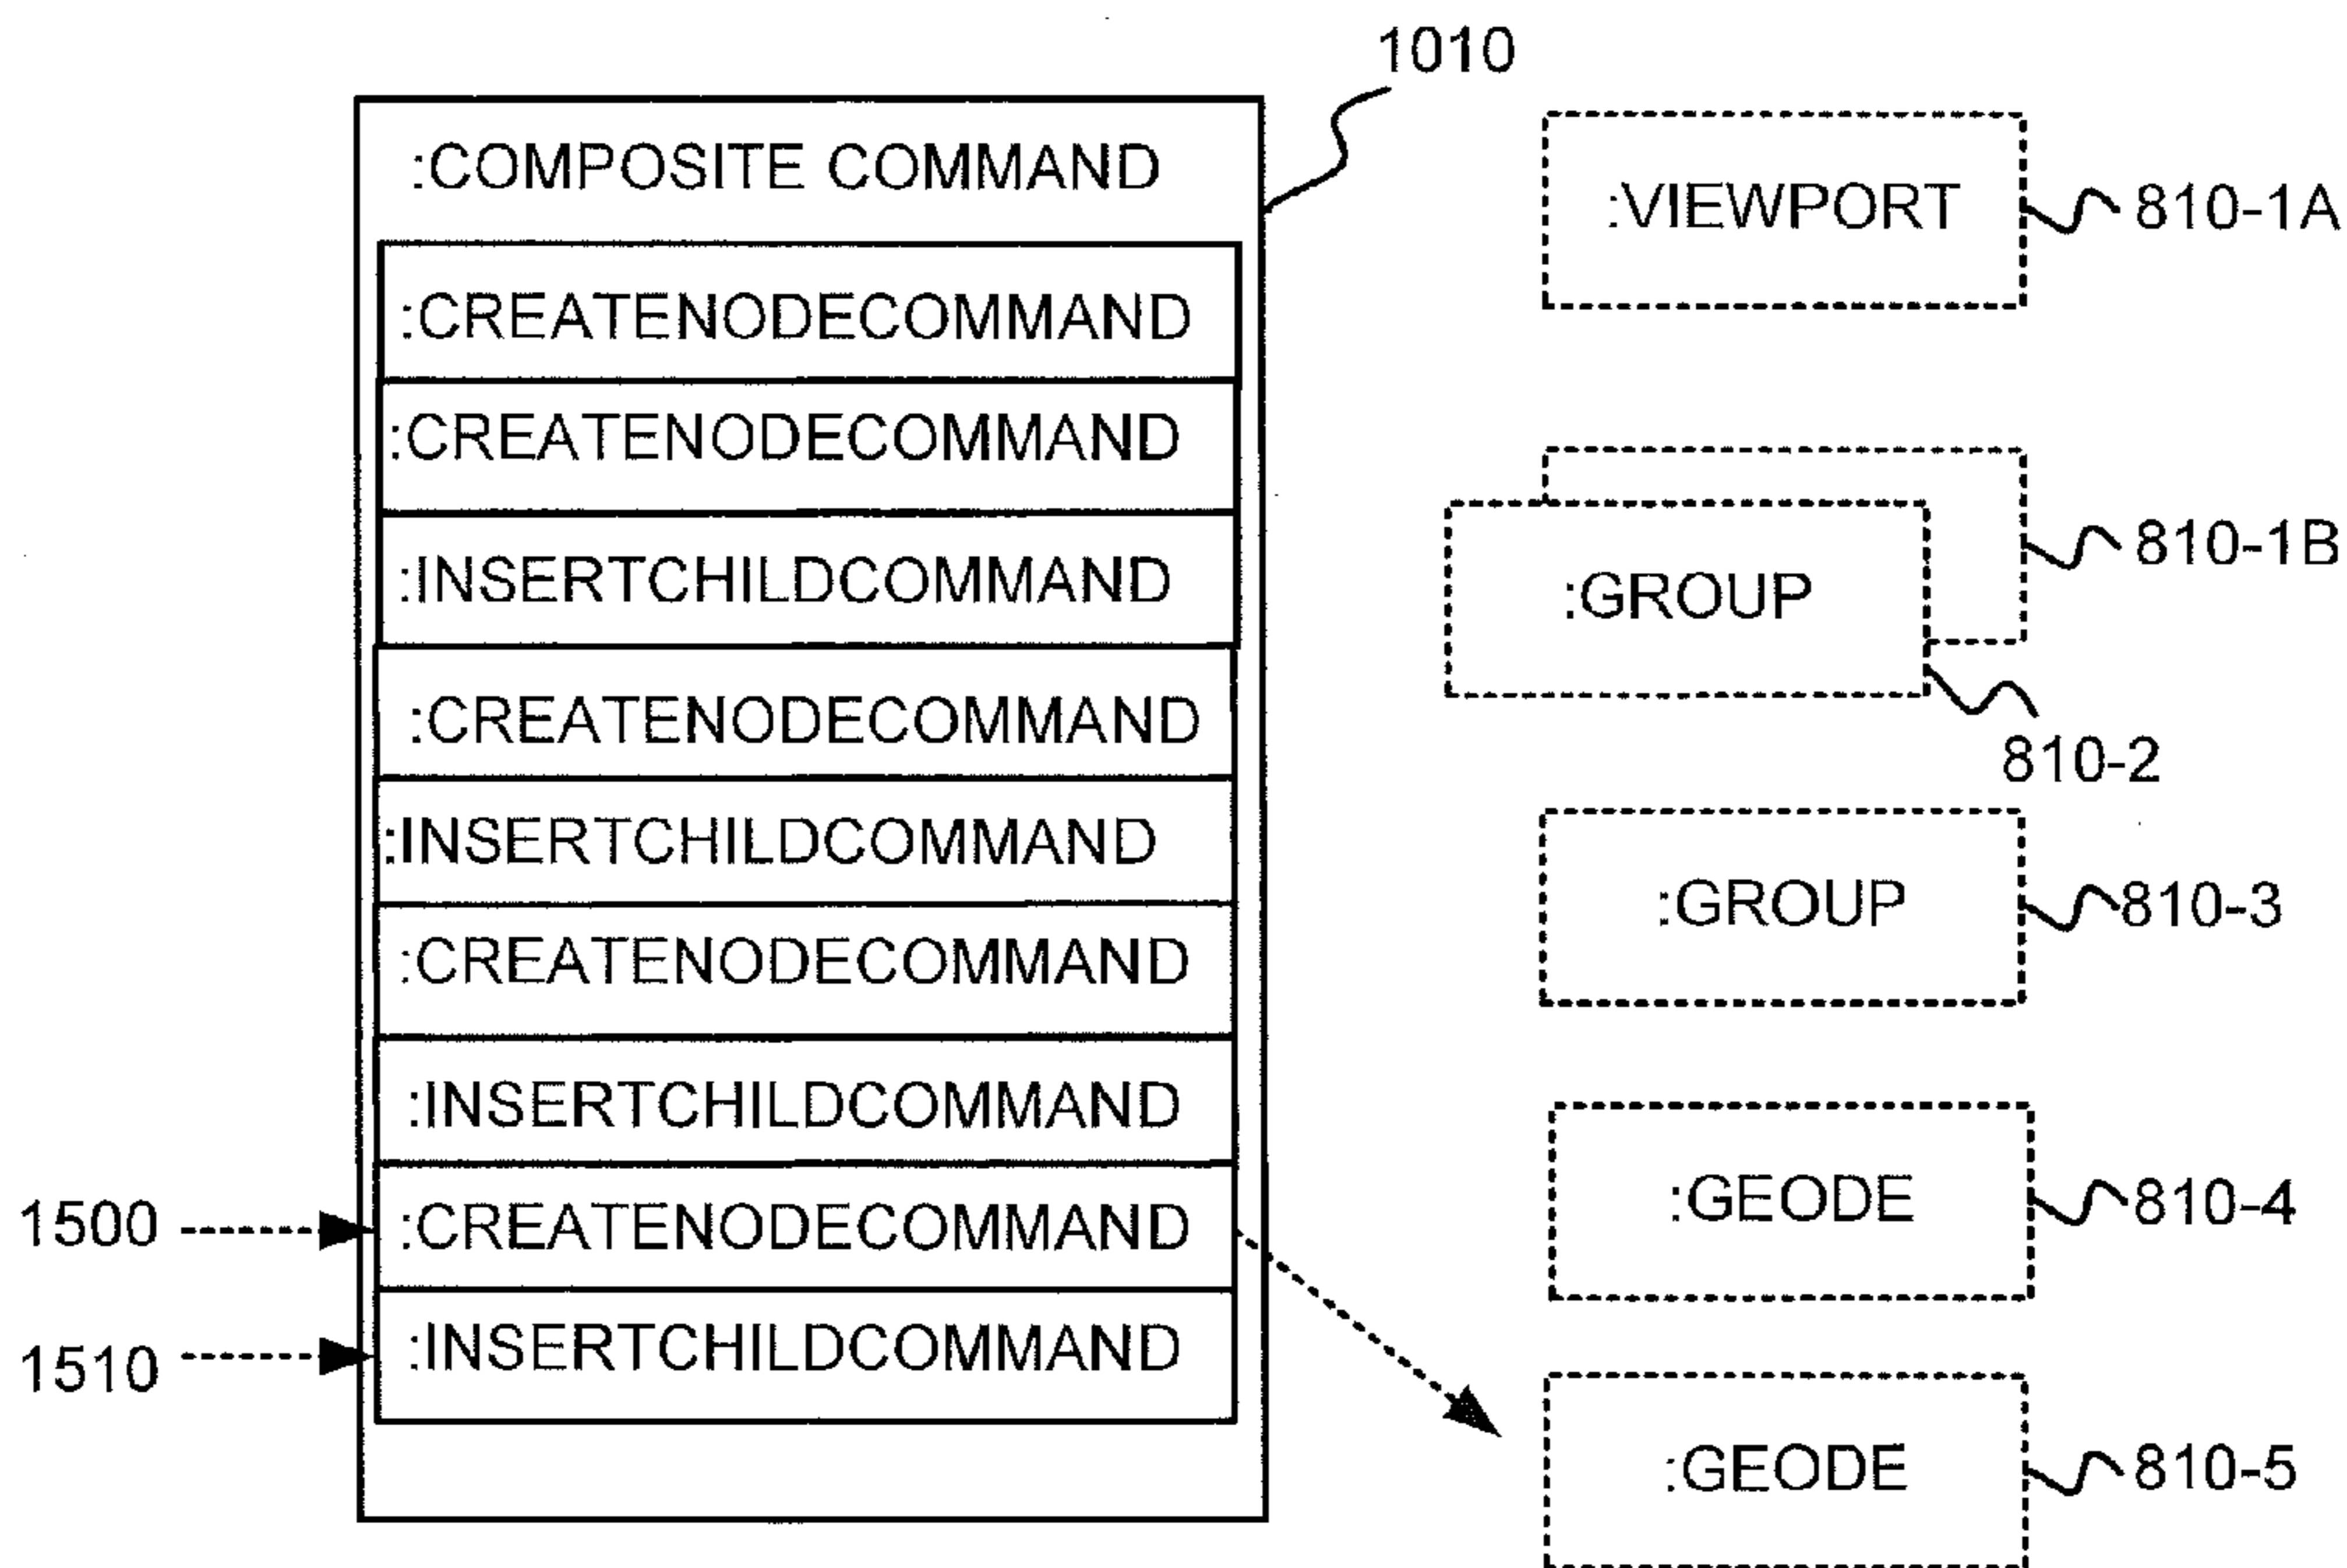 1010
:COMPOSITE COMMAND
:CREATENODECOMMAND
:CREATENODECOMMAND
:INSERTCHILDCOMMAND
:CREATENODECOMMAND
:INSERTCHILDCOMMAND
:CREATENODECOMMAND
:INSERTCHILDCOMMAND
1500
:CREATENODECOMMAND
1510
:INSERTCHILDCOMMAND
:VIEWPORT
810-1A
810-1B
:GROUP
810-2
:GROUP
810-3
:GEODE
810-4
:GEODE
810-5